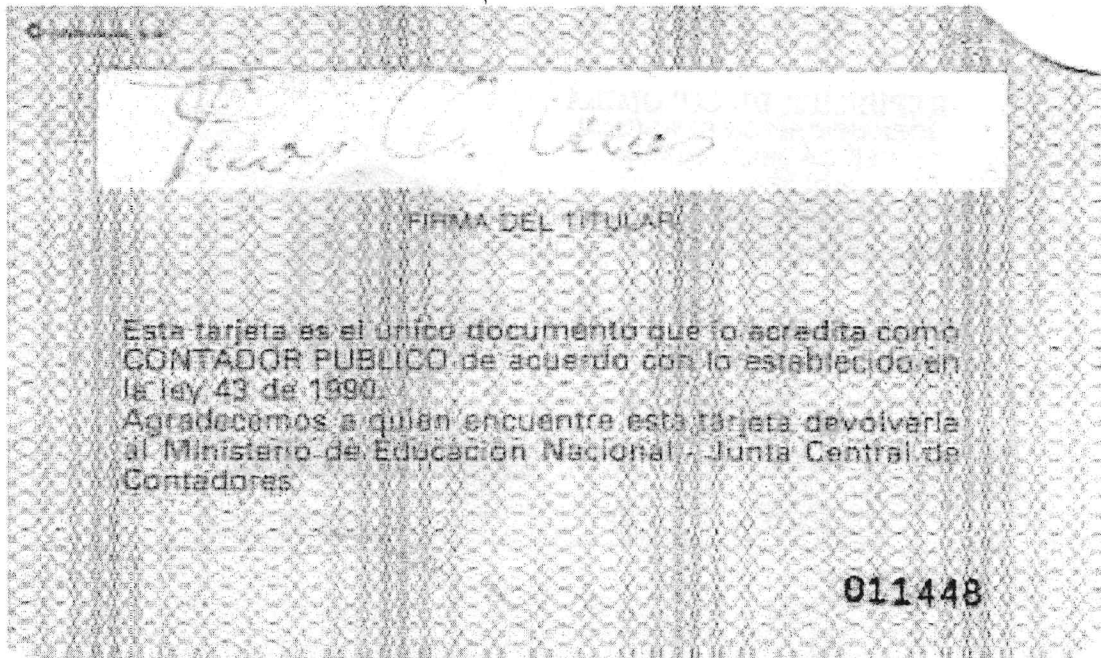 FIRMA DEL TITULAR
Esta tarjeta es el único documento que lo acredita como
CONTADOR PUBLICO de acuerdo con lo establecido en
la ley 43 de 1990.
Agradecemos a quien encuentre esta tarjeta devolverla
al Ministerio de Educación Nacional - Junta Central de
Contadores.
011448